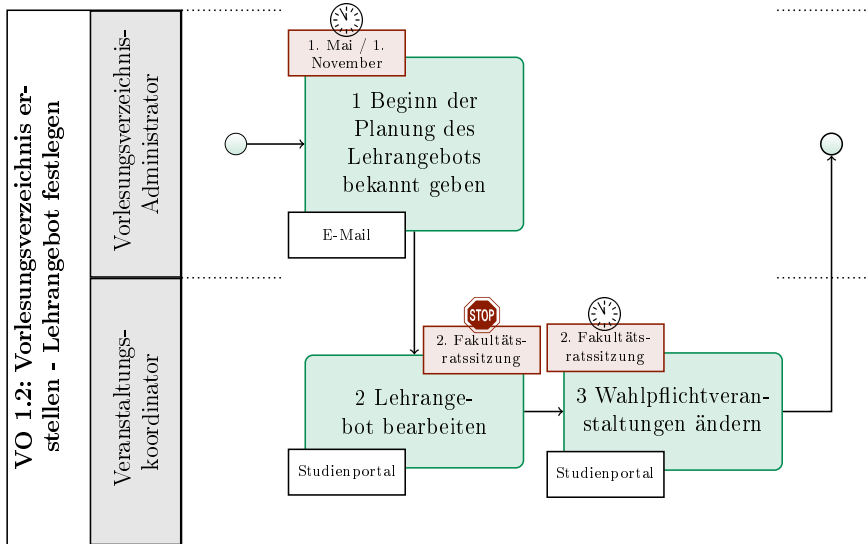 VO 1.2: Vorlesungsverzeichnis er-
stellen - Lehrangebot festlegen
Vorlesungsverzeichnis-
Administrator
1. Mai / 1.
November
1 Beginn der
Planung des
Lehrangebots
bekannt geben
E-Mail
Veranstaltungs-
koordinator
STOP
2. Fakultäts-
ratssitzung
2 Lehrange-
bot bearbeiten
Studienportal
2. Fakultäts-
ratssitzung
3 Wahlpflichtveran-
staltungen ändern
Studienportal